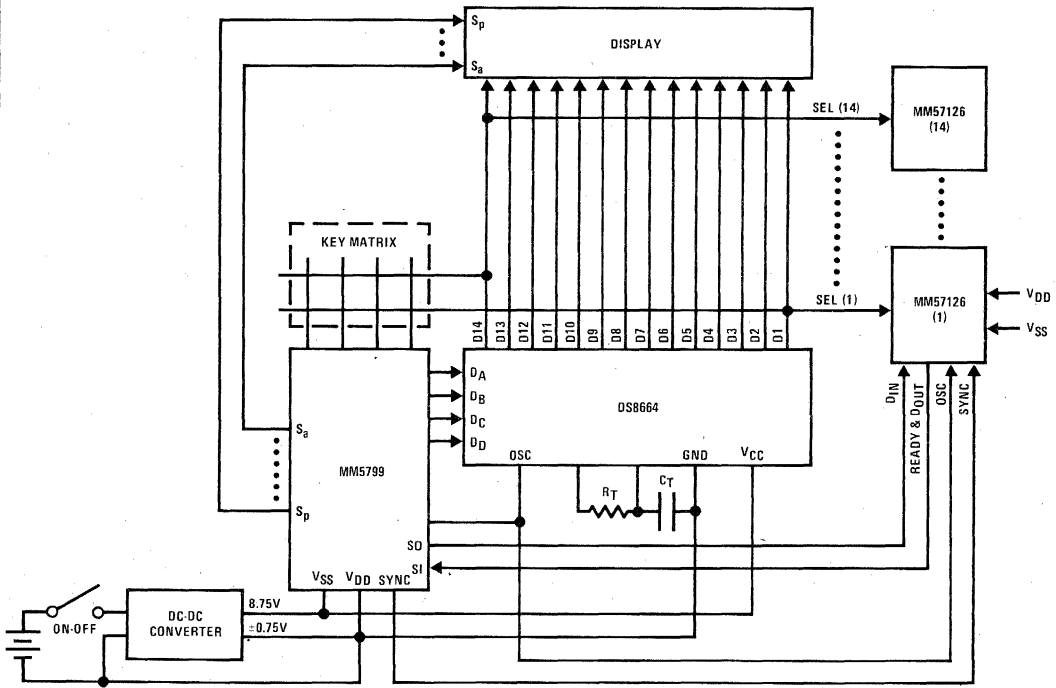 Sp
DISPLAY
Sa
SEL (14)
MM57126
(14)
KEY MATRIX
SEL (1)
MM57126
(1)
VDD
VSS
D14
D13
D12
D11
D10
D9
D8
D7
D6
D5
D4
D3
D2
D1
DA
DB
DC
DD
DS8664
OSC
GND
VCC
DIN
READY & DOUT
OSC
SYNC
Sa
MM5799
Sp
RT
CT
SO
SI
VSS
VDD
SYNC
ON-OFF
DC-DC
CONVERTER
8.75V
±0.75V